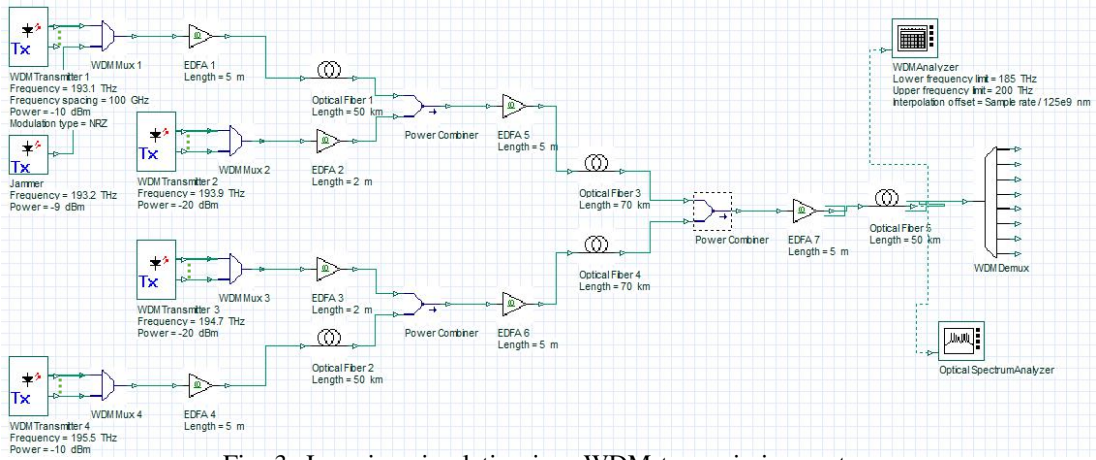 Tx
WDM Transmitter 1
Frequency = 193.1 THz
Frequency spacing = 100 GHz
Power = -10 dBm
Modulation type = NRZ
WDM Mux 1
EDFA 1
Length = 5 m
Tx
Jammer
Frequency = 193.2 THz
Power = -9 dBm
Optical Fiber 1
Length = 50 km
Tx
WDM Transmitter 2
Frequency = 193.9 THz
Power = -20 dBm
WDM Mux 2
EDFA 2
Length = 2 m
Power Combiner
EDFA 5
Length = 5 m
Optical Fiber 3
Length = 70 km
Tx
WDM Transmitter 3
Frequency = 194.7 THz
Power = -20 dBm
WDM Mux 3
EDFA 3
Length = 2 m
Power Combiner
EDFA 6
Length = 5 m
Optical Fiber 4
Length = 70 km
Optical Fiber 2
Length = 50 km
Tx
WDM Transmitter 4
Frequency = 195.5 THz
Power = -10 dBm
WDM Mux 4
EDFA 4
Length = 5 m
Power Combiner
EDFA 7
Length = 5 m
Optical Fiber 5
Length = 50 km
WDM Analyzer
Lower frequency limit = 185 THz
Upper frequency limit = 200 THz
Interpolation offset = Sample rate / 125e9 nm
WDM Demux
Optical Spectrum Analyzer